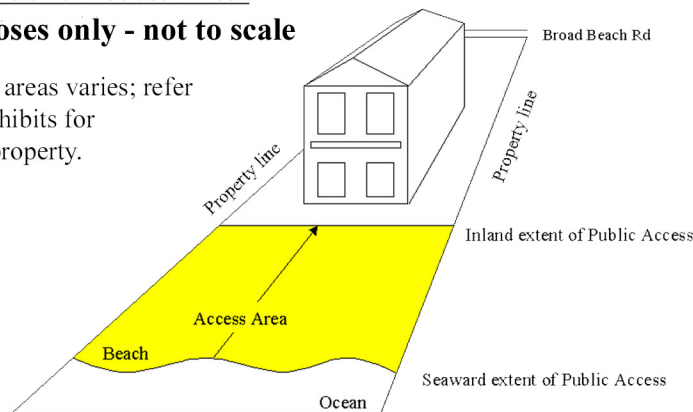 oses only - not to scale
areas varies; refer
hibits for
roperty.
Broad Beach Rd
Property line
Property line
Inland extent of Public Access
Access Area
Beach
Seaward extent of Public Access
Ocean